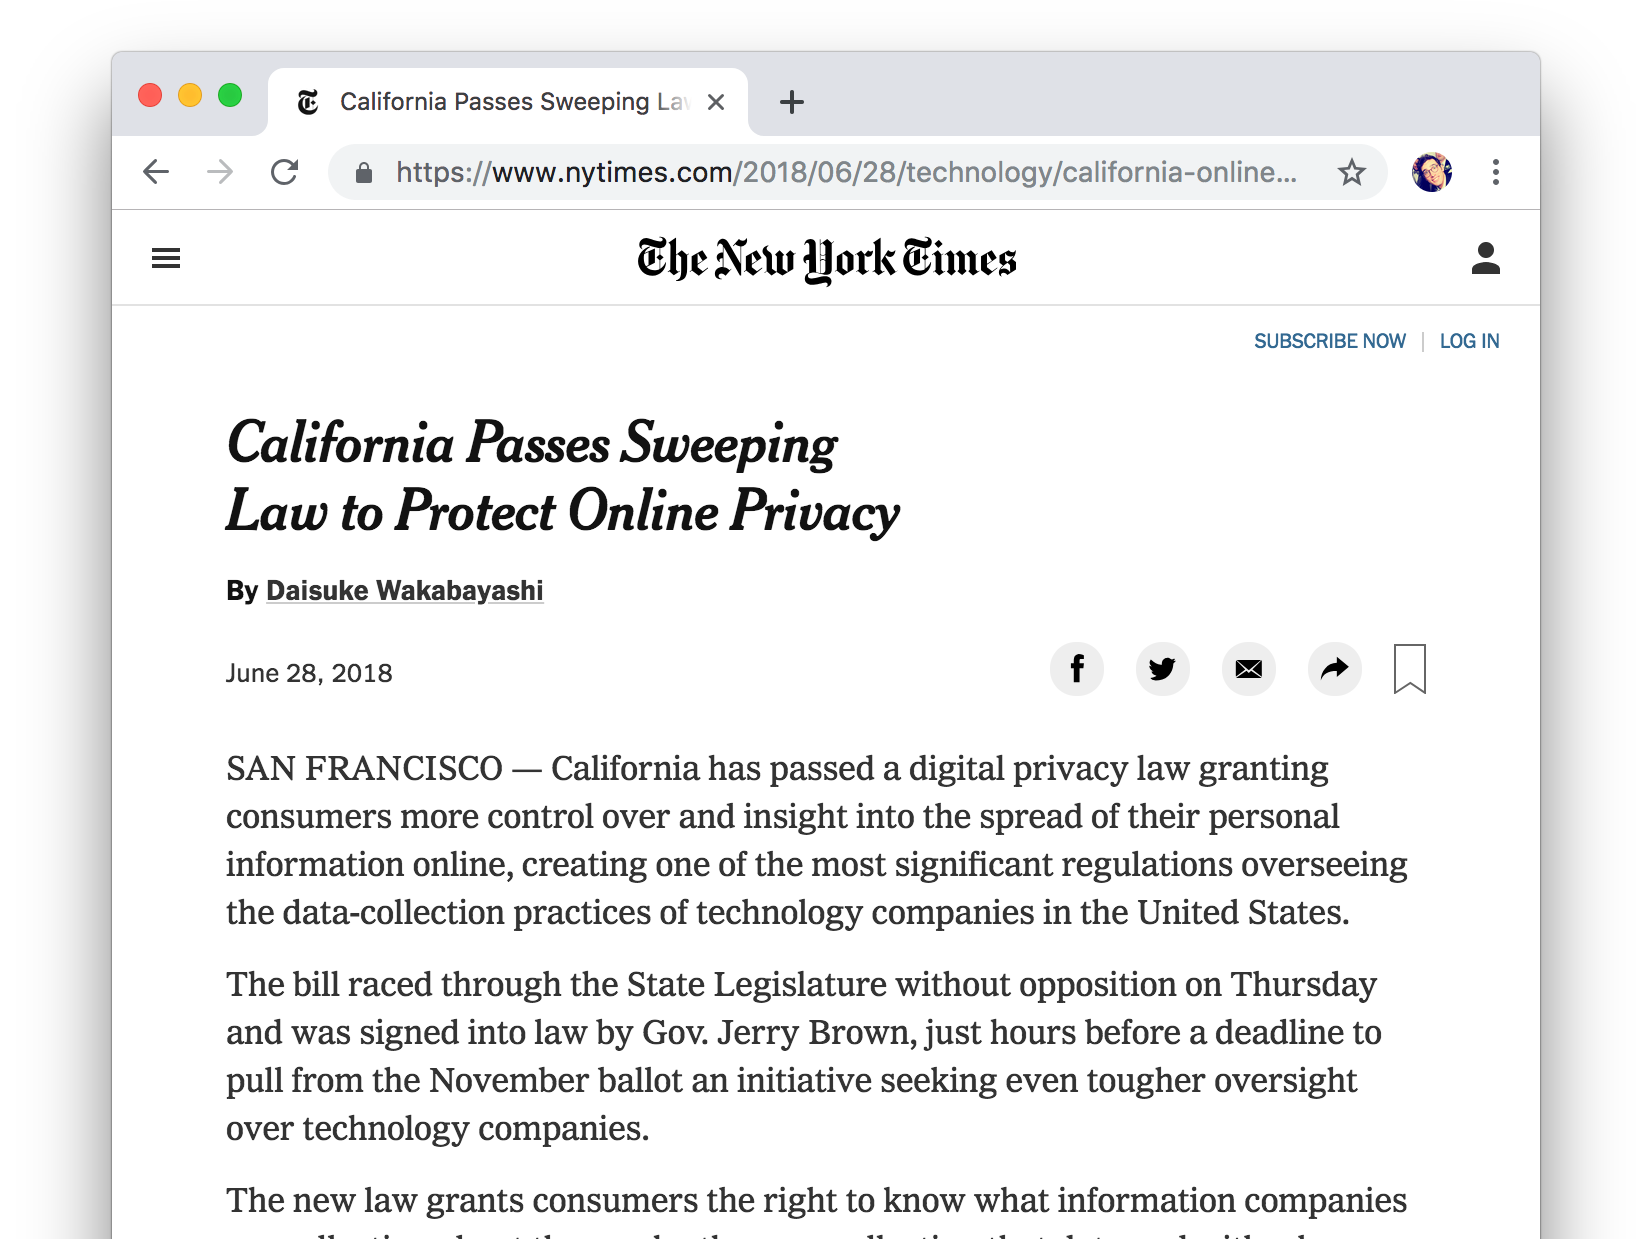 California Passes Sweeping La
https://www.nytimes.com/2018/06/28/technology/california-online...
The New York Times
SUBSCRIBE NOW | LOG IN
California Passes Sweeping
Law to Protect Online Privacy
By Daisuke Wakabayashi
June 28, 2018
SAN FRANCISCO — California has passed a digital privacy law granting
consumers more control over and insight into the spread of their personal
information online, creating one of the most significant regulations overseeing
the data-collection practices of technology companies in the United States.
The bill raced through the State Legislature without opposition on Thursday
and was signed into law by Gov. Jerry Brown, just hours before a deadline to
pull from the November ballot an initiative seeking even tougher oversight
over technology companies.
The new law grants consumers the right to know what information companies